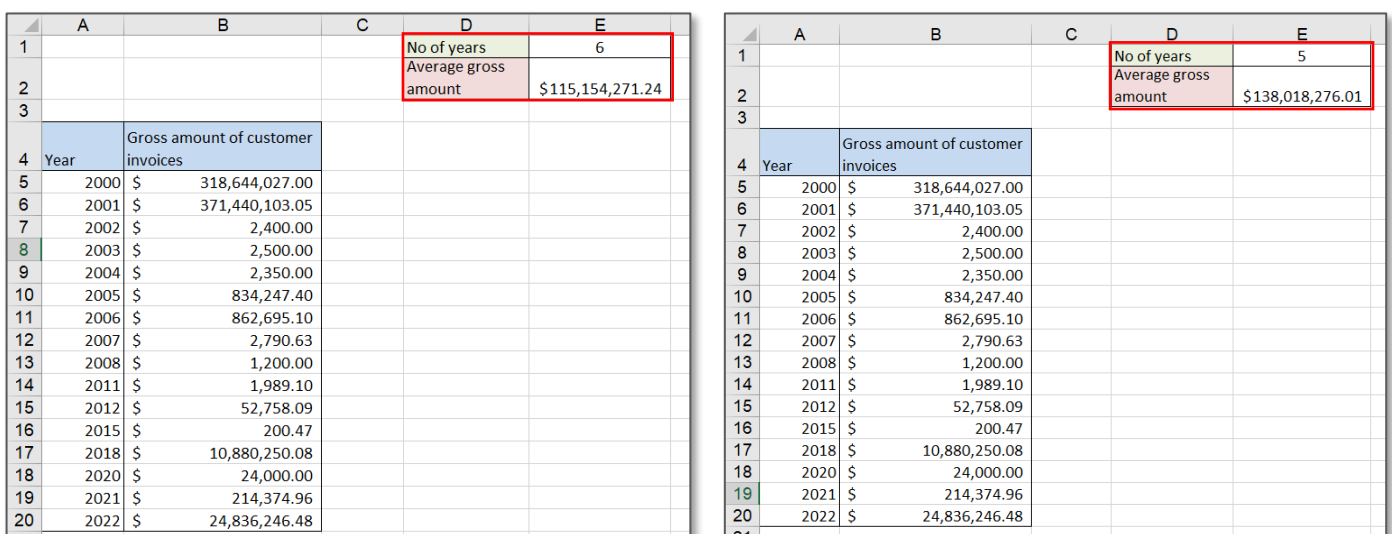 A B C D E
1 No of years 6
Average gross
2 amount $115,154,271.24
3
Gross amount of customer
4 Year invoices
5 2000 $ 318,644,027.00
6 2001 $ 371,440,103.05
7 2002 $ 2,400.00
8 2003 $ 2,500.00
9 2004 $ 2,350.00
10 2005 $ 834,247.40
11 2006 $ 862,695.10
12 2007 $ 2,790.63
13 2008 $ 1,200.00
14 2011 $ 1,989.10
15 2012 $ 52,758.09
16 2015 $ 200.47
17 2018 $ 10,880,250.08
18 2020 $ 24,000.00
19 2021 $ 214,374.96
20 2022 $ 24,836,246.48
A B C D E
1 No of years 5
Average gross
2 amount $138,018,276.01
3
Gross amount of customer
4 Year invoices
5 2000 $ 318,644,027.00
6 2001 $ 371,440,103.05
7 2002 $ 2,400.00
8 2003 $ 2,500.00
9 2004 $ 2,350.00
10 2005 $ 834,247.40
11 2006 $ 862,695.10
12 2007 $ 2,790.63
13 2008 $ 1,200.00
14 2011 $ 1,989.10
15 2012 $ 52,758.09
16 2015 $ 200.47
17 2018 $ 10,880,250.08
18 2020 $ 24,000.00
19 2021 $ 214,374.96
20 2022 $ 24,836,246.48